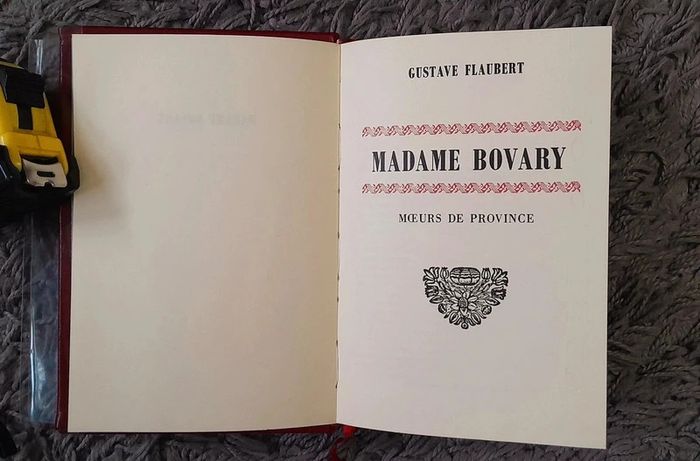 GUSTAVE FLAUBERT
MADAME BOVARY
MŒURS DE PROVINCE